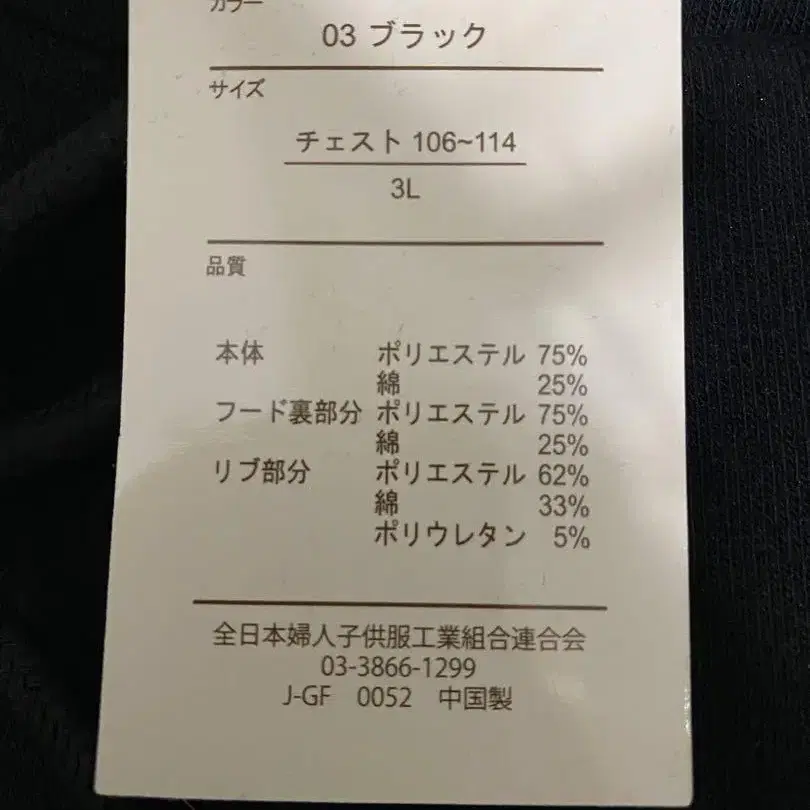 カラー
03 ブラック
サイズ
チェスト 106~114
3L
品質
本体 ポリエステル 75%
綿 25%
フード裏部分 ポリエステル 75%
綿 25%
リブ部分 ポリエステル 62%
綿 33%
ポリウレタン 5%
全日本婦人子供服工業組合連合会
03-3866-1299
J-GF 0052 中国製